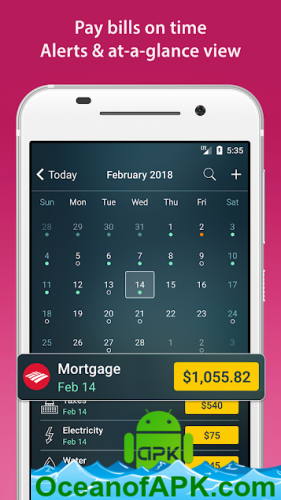 Pay bills on time
Alerts & at-a-glance view
LTE 5:35
Today February 2018 +
Sun Mon Tue Wed Thu Fri Sat
28 29 30 31 1 2 3
4 5 6 7 8 9 10
11 12 13 14 15 16 17
18 19 20 21 22 23 24
25 26 27 28 1 2 3
Mortgage
Feb 14
$1,055.82
Taxes
Feb 14
$540
Electricity
Feb 14
$75
Water
apk
OceanofAPK.com